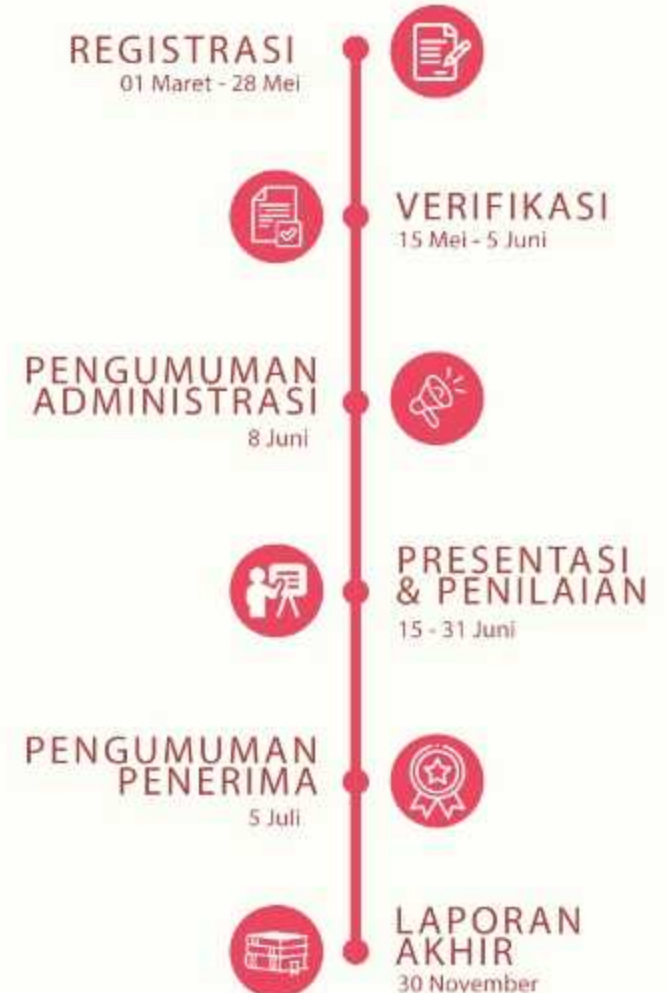 REGISTRASI
01 Maret - 28 Mei
VERIFIKASI
15 Mei - 5 Juni
PENGUMUMAN
ADMINISTRASI
8 Juni
PRESENTASI
& PENILAIAN
15 - 31 Juni
PENGUMUMAN
PENERIMA
5 Juli
LAPORAN
AKHIR
30 November